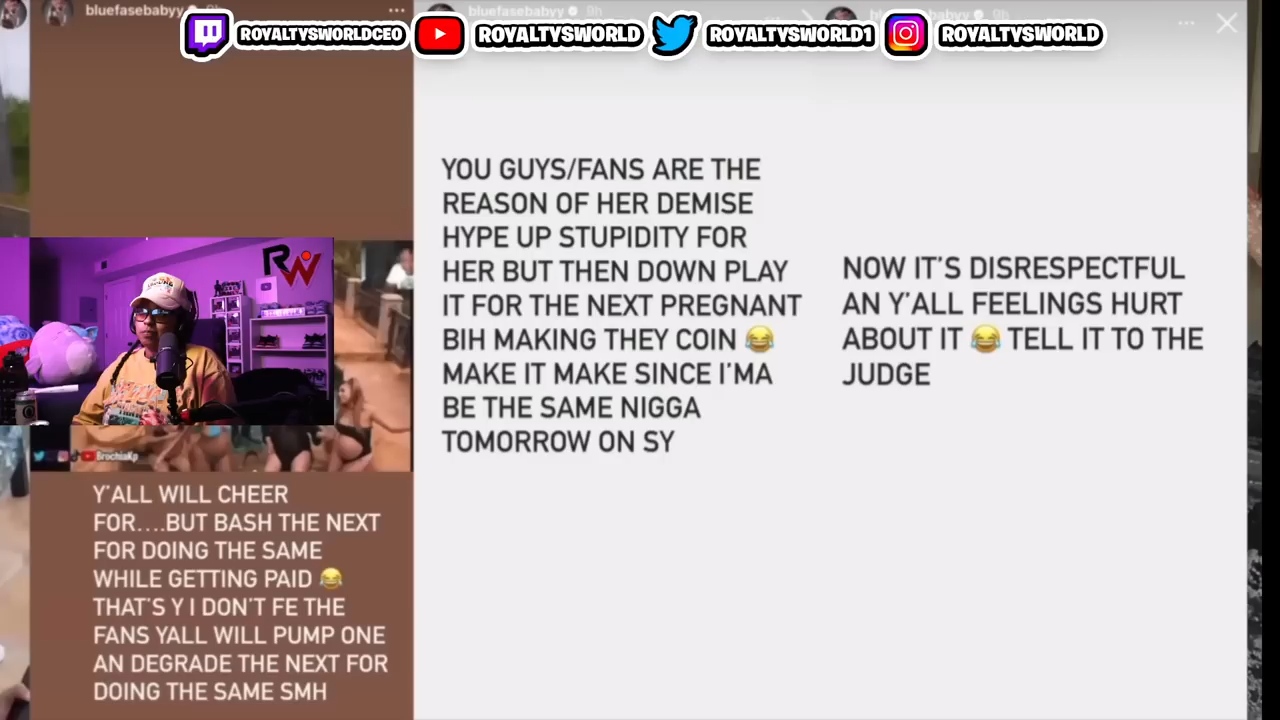 bluefasebabyy 9h
bluefasebabyy 9h
ROYALTYSWORLDCEO
ROYALTYSWORLD
ROYALTYSWORLD1
ROYALTYSWORLD
RW
BrochiaKp
Y'ALL WILL CHEER
FOR....BUT BASH THE NEXT
FOR DOING THE SAME
WHILE GETTING PAID 😂
THAT'S Y I DON'T FE THE
FANS YALL WILL PUMP ONE
AN DEGRADE THE NEXT FOR
DOING THE SAME SMH
YOU GUYS/FANS ARE THE
REASON OF HER DEMISE
HYPE UP STUPIDITY FOR
HER BUT THEN DOWN PLAY
IT FOR THE NEXT PREGNANT
BIH MAKING THEY COIN 😂
MAKE IT MAKE SINCE I'MA
BE THE SAME NIGGA
TOMORROW ON SY
NOW IT'S DISRESPECTFUL
AN Y'ALL FEELINGS HURT
ABOUT IT 😂 TELL IT TO THE
JUDGE